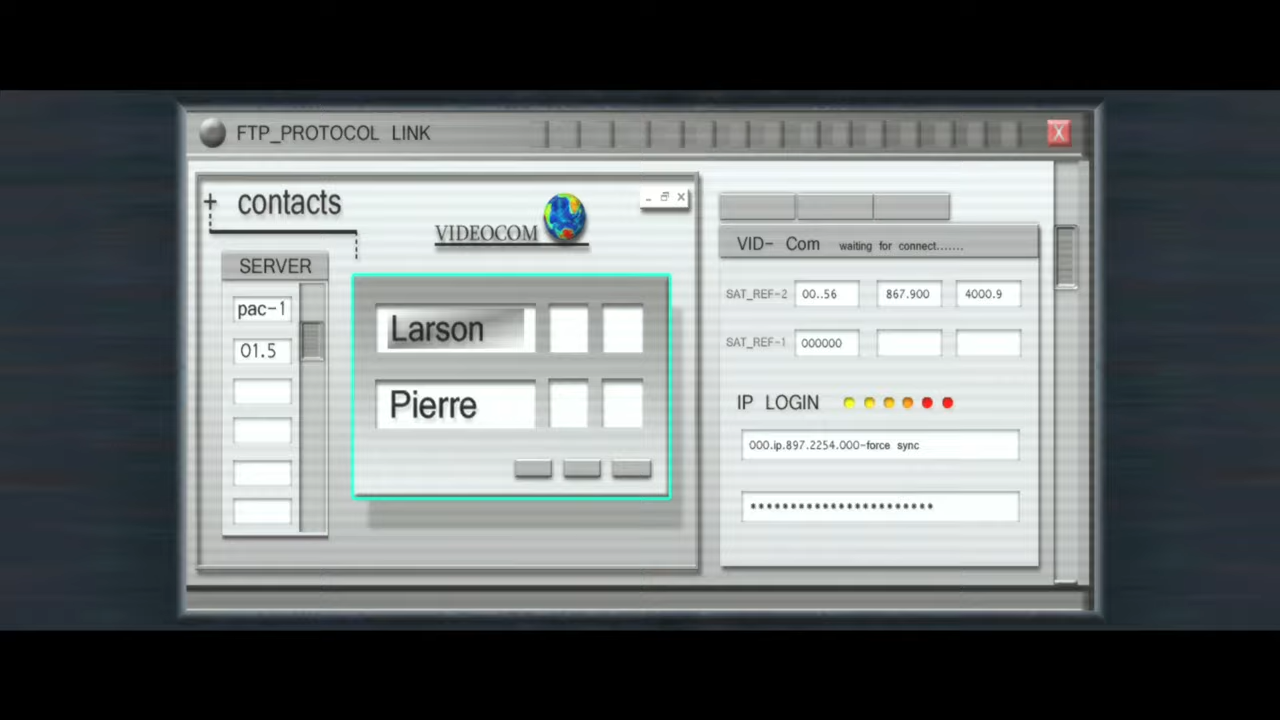 FTP_PROTOCOL LINK
+ contacts
VIDEOCOM
SERVER
pac-1
01.5
Larson
Pierre
VID- Com waiting for connect.......
SAT_REF-2 00..56 867.900 4000.9
SAT_REF-1 000000
IP LOGIN
000.ip.897.2254.000-force sync
***********************